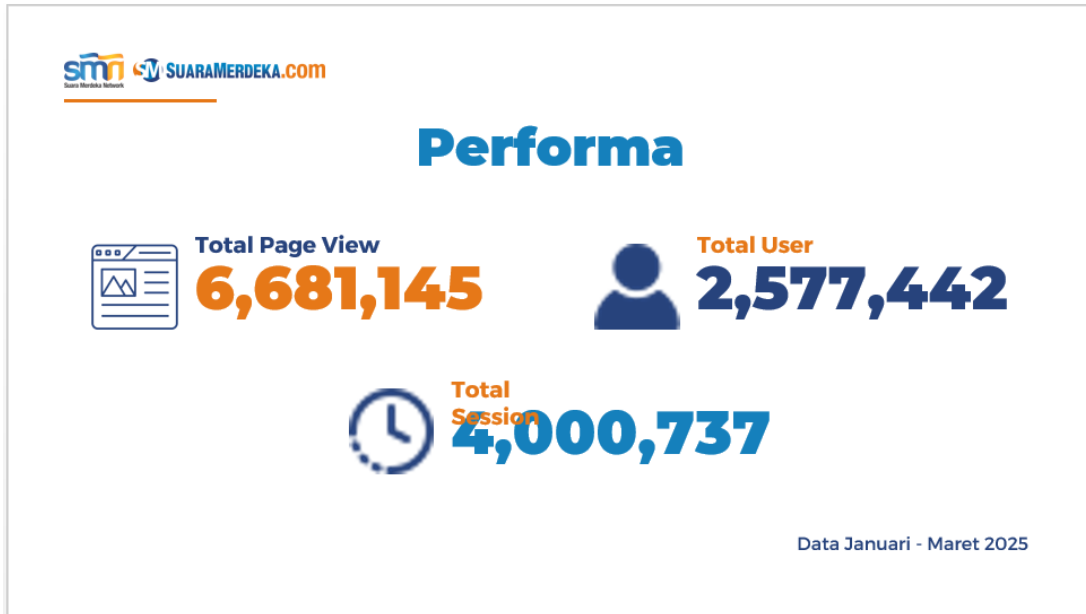 smn
Suara Merdeka Network
SM SUARAMERDEKA.COM
Performa
Total Page View
6,681,145
Total User
2,577,442
Total
Session
4,000,737
Data Januari - Maret 2025